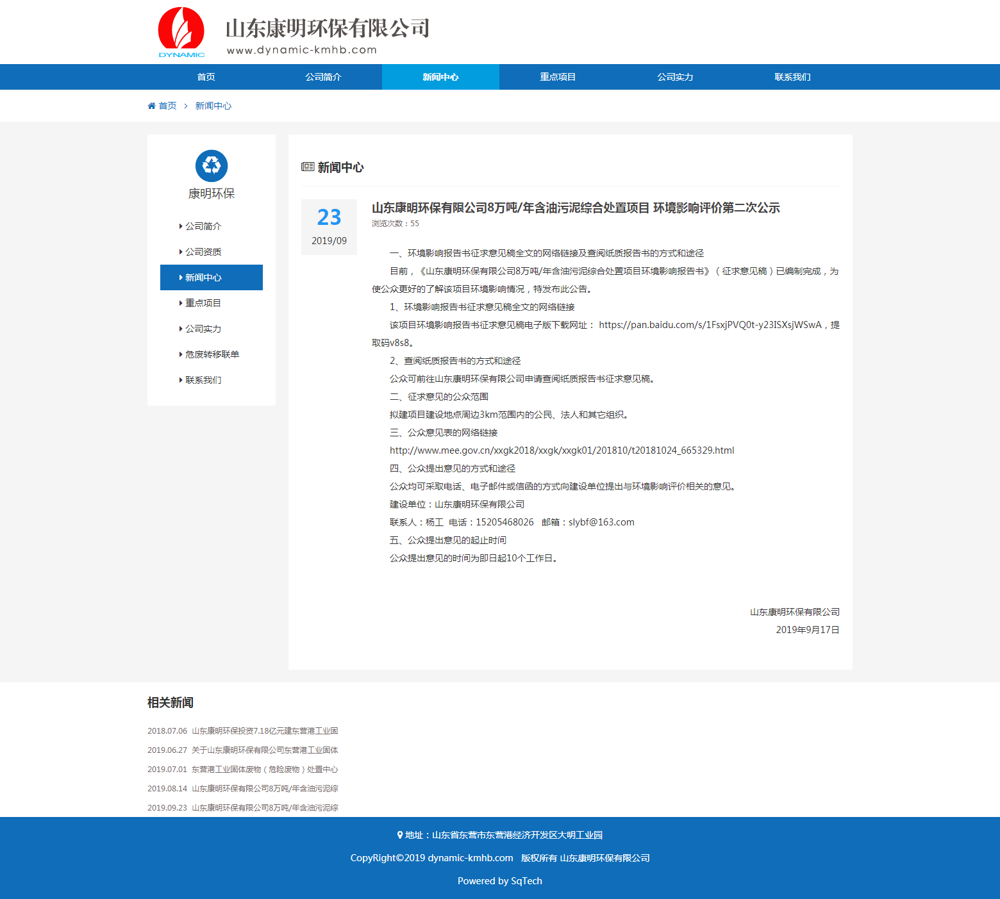 山东康明环保有限公司
www.dynamic-kmhb.com
DYNAMIC
首页 公司简介 新闻中心 重点项目 公司实力 联系我们
首页 新闻中心
康明环保
公司简介
公司资质
新闻中心
重点项目
公司实力
危废转移联单
联系我们
新闻中心
23
2019/09
山东康明环保有限公司8万吨/年含油污泥综合处置项目 环境影响评价第二次公示
浏览次数：55
一、环境影响报告书征求意见稿全文的网络链接及查阅纸质报告书的方式和途径
目前，《山东康明环保有限公司8万吨/年含油污泥综合处置项目环境影响报告书》（征求意见稿）已编制完成，为
使公众更好的了解该项目环境影响情况，特发布此公告。
1、环境影响报告书征求意见稿全文的网络链接
该项目环境影响报告书征求意见稿电子版下载网址： https://pan.baidu.com/s/1FsxjPVQ0t-y23ISXsjWSwA，提
取码v8s8。
2、查阅纸质报告书的方式和途径
公众可前往山东康明环保有限公司申请查阅纸质报告书征求意见稿。
二、征求意见的公众范围
拟建项目建设地点周边3km范围内的公民、法人和其它组织。
三、公众意见表的网络链接
http://www.mee.gov.cn/xxgk2018/xxgk/xxgk01/201810/t20181024_665329.html
四、公众提出意见的方式和途径
公众均可采取电话、电子邮件或信函的方式向建设单位提出与环境影响评价相关的意见。
建设单位：山东康明环保有限公司
联系人：杨工 电话：15205468026 邮箱：slybf@163.com
五、公众提出意见的起止时间
公众提出意见的时间为即日起10个工作日。
山东康明环保有限公司
2019年9月17日
相关新闻
2018.07.06 山东康明环保投资7.18亿元建东营港工业固
2019.06.27 关于山东康明环保有限公司东营港工业固体
2019.07.01 东营港工业固体废物（危险废物）处置中心
2019.08.14 山东康明环保有限公司8万吨/年含油污泥综
2019.09.23 山东康明环保有限公司8万吨/年含油污泥综
地址：山东省东营市东营港经济开发区大明工业园
CopyRight©2019 dynamic-kmhb.com 版权所有 山东康明环保有限公司
Powered by SqTech